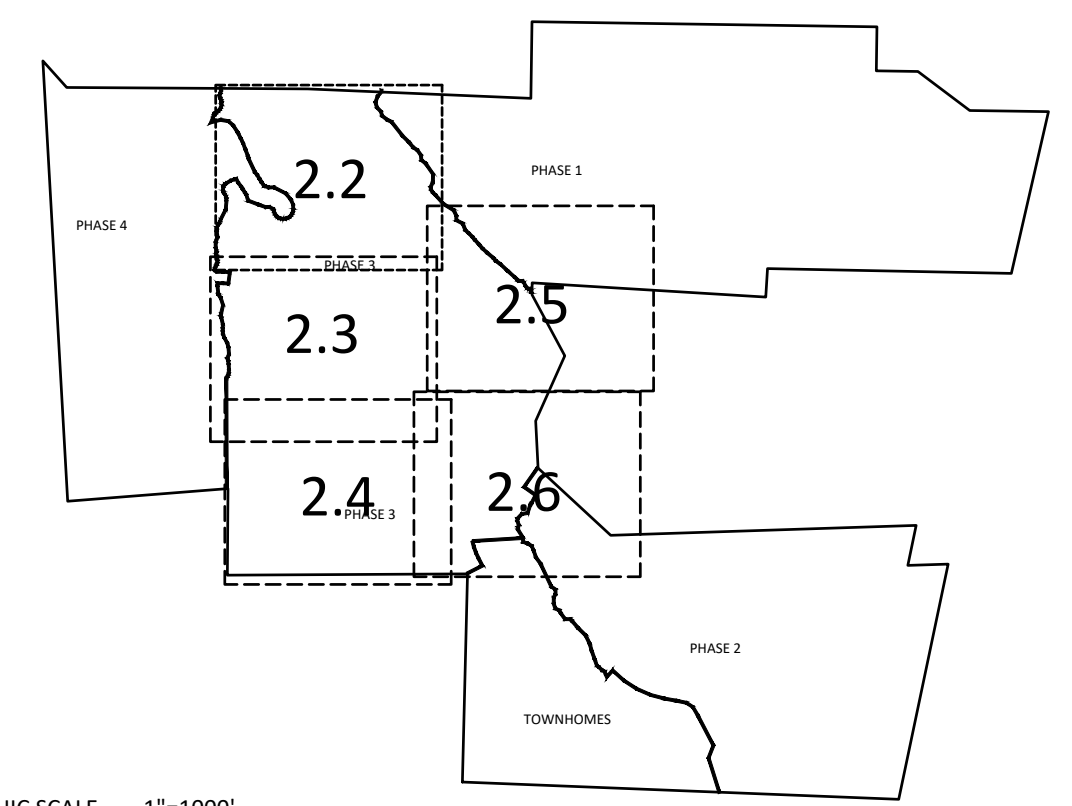 PHASE 1
2.2
PHASE 4
PHASE 3
2.5
2.3
2.6
2.4
PHASE 3
PHASE 2
TOWNHOMES
SCALE 1"=1000'